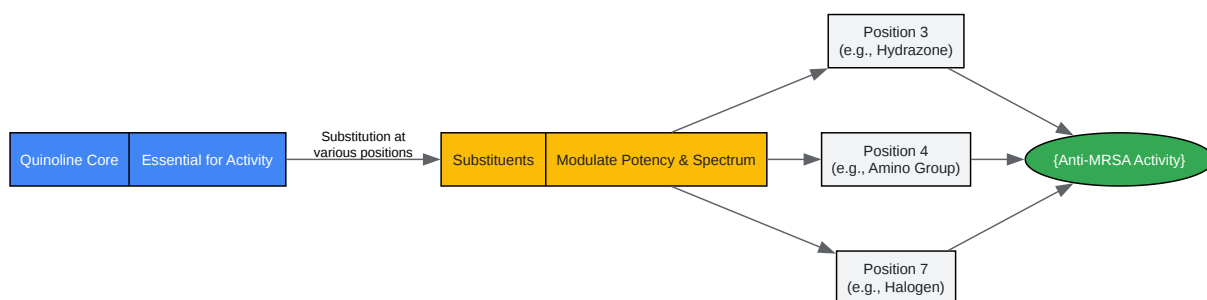 Quinoline Core
Essential for Activity
Substitution at
various positions
Substituents
Modulate Potency & Spectrum
Position 3
(e.g., Hydrazone)
Position 4
(e.g., Amino Group)
Position 7
(e.g., Halogen)
{Anti-MRSA Activity}